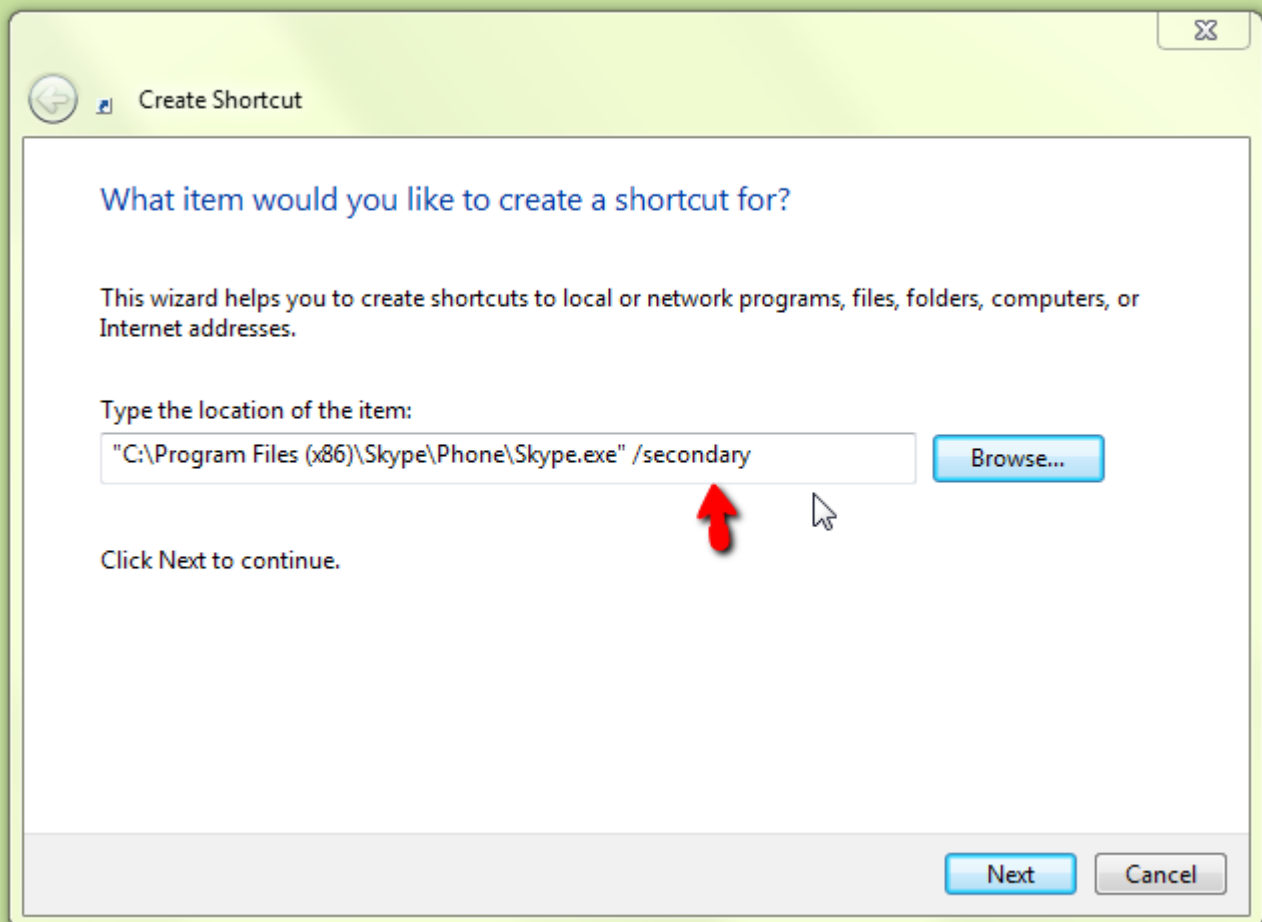 Create Shortcut
What item would you like to create a shortcut for?
This wizard helps you to create shortcuts to local or network programs, files, folders, computers, or
Internet addresses.
Type the location of the item:
"C:\Program Files (x86)\Skype\Phone\Skype.exe" /secondary
Browse...
Click Next to continue.
Next
Cancel